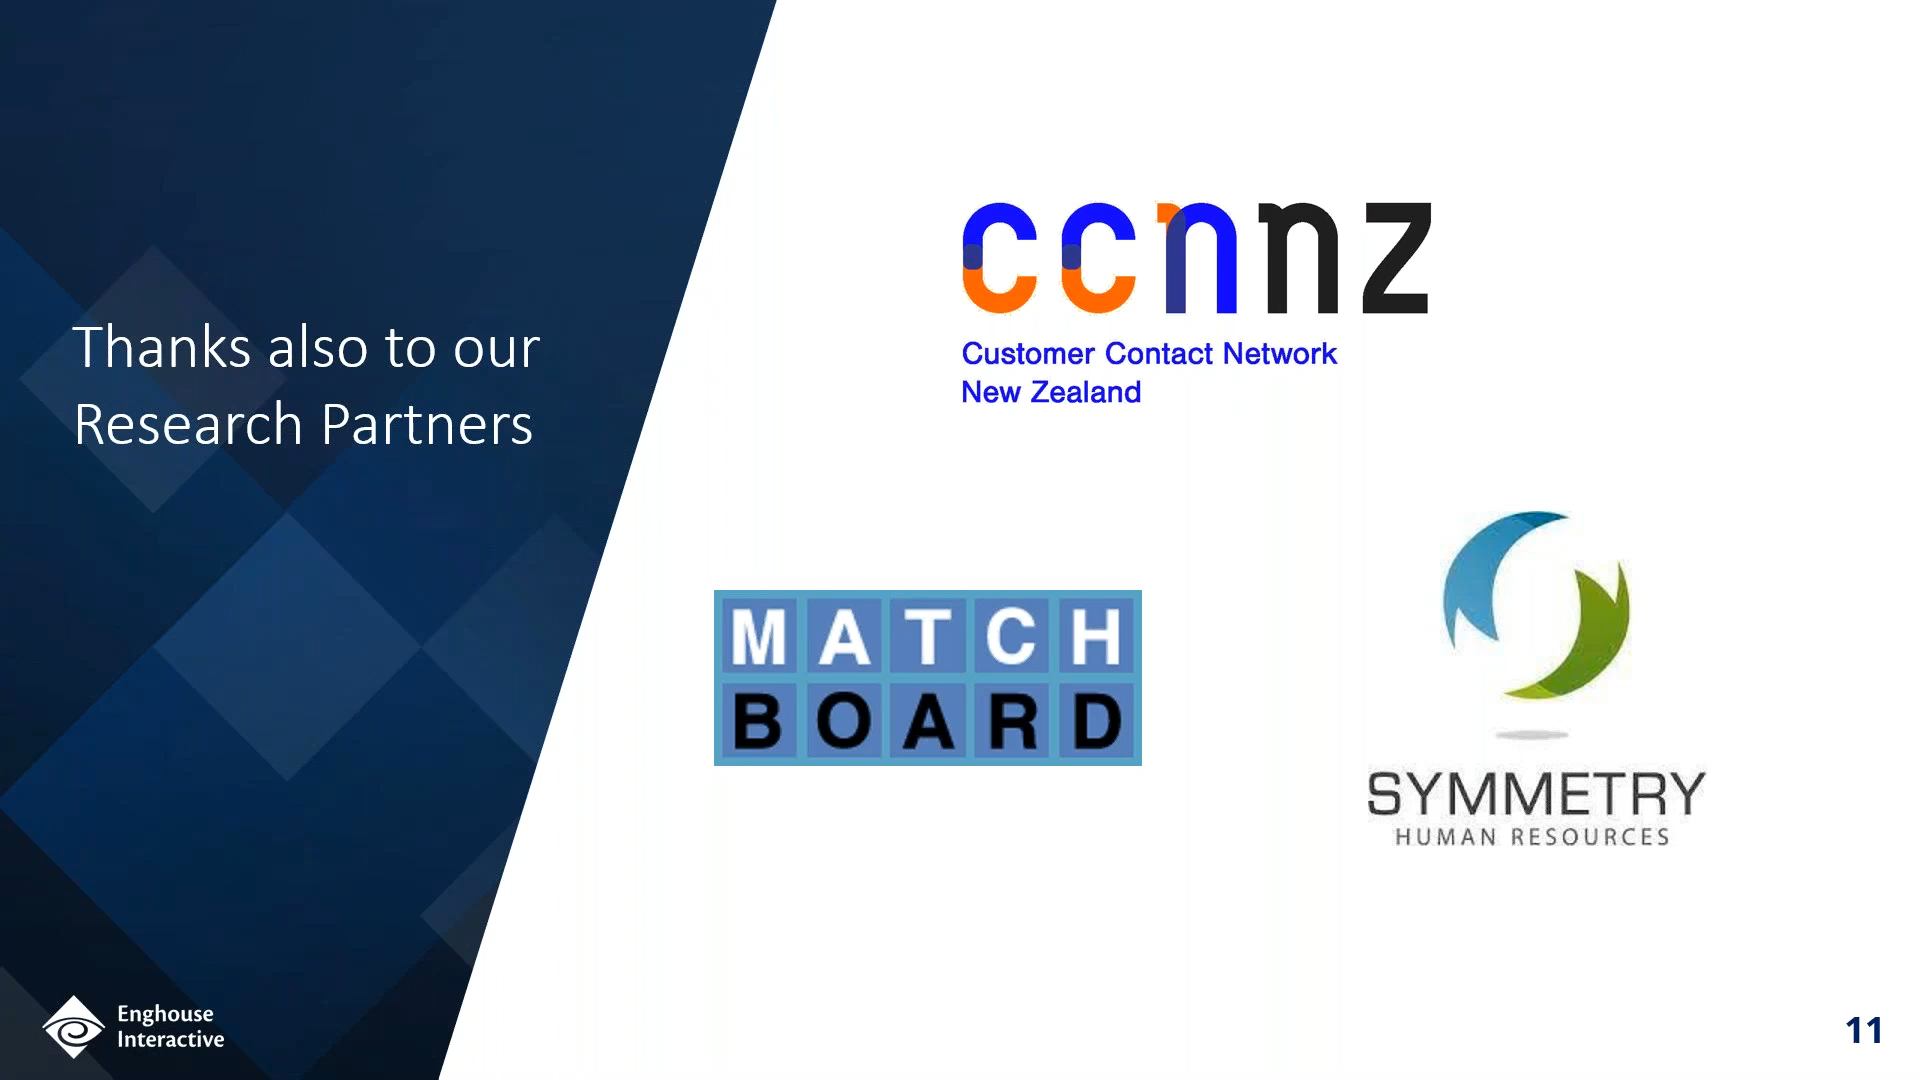 Thanks also to our
Research Partners
ccnnz
Customer Contact Network
New Zealand
MATCH
BOARD
SYMMETRY
HUMAN RESOURCES
Enghouse
Interactive
11